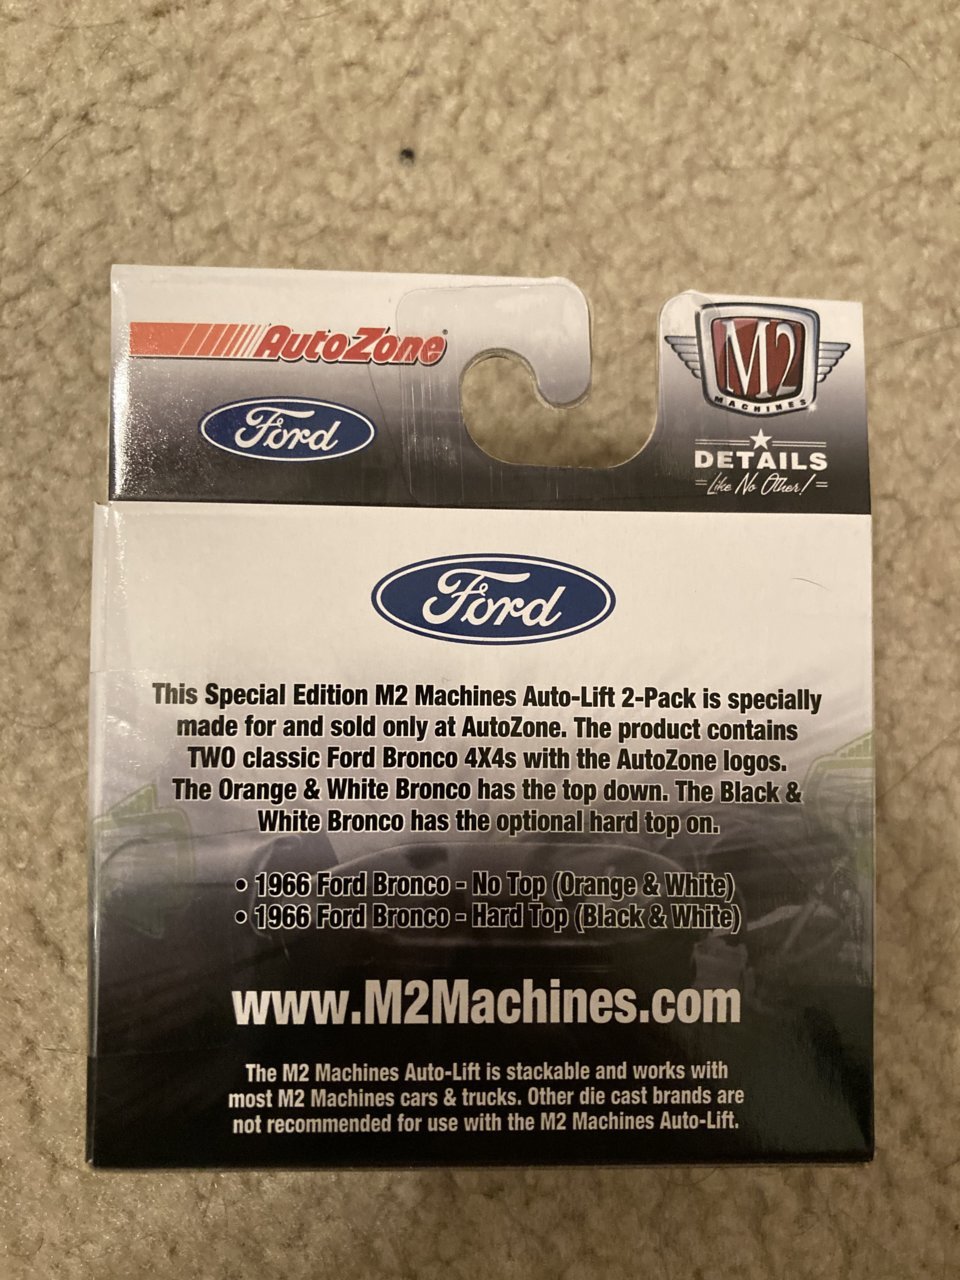 AutoZone
Ford
M2
MACHINES
DETAILS
Like No Other!
Ford
This Special Edition M2 Machines Auto-Lift 2-Pack is specially
made for and sold only at AutoZone. The product contains
TWO classic Ford Bronco 4X4s with the AutoZone logos.
The Orange & White Bronco has the top down. The Black &
White Bronco has the optional hard top on.
• 1966 Ford Bronco - No Top (Orange & White)
• 1966 Ford Bronco - Hard Top (Black & White)
www.M2Machines.com
The M2 Machines Auto-Lift is stackable and works with
most M2 Machines cars & trucks. Other die cast brands are
not recommended for use with the M2 Machines Auto-Lift.